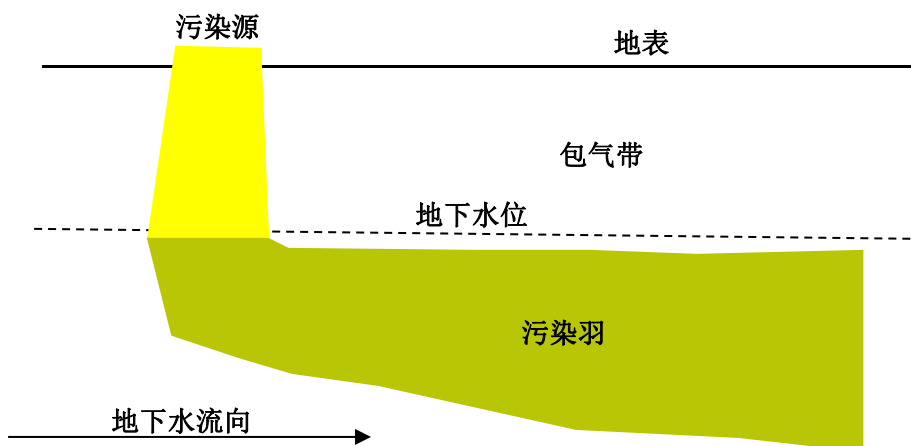 污染源
地表
包气带
地下水位
污染羽
地下水流向